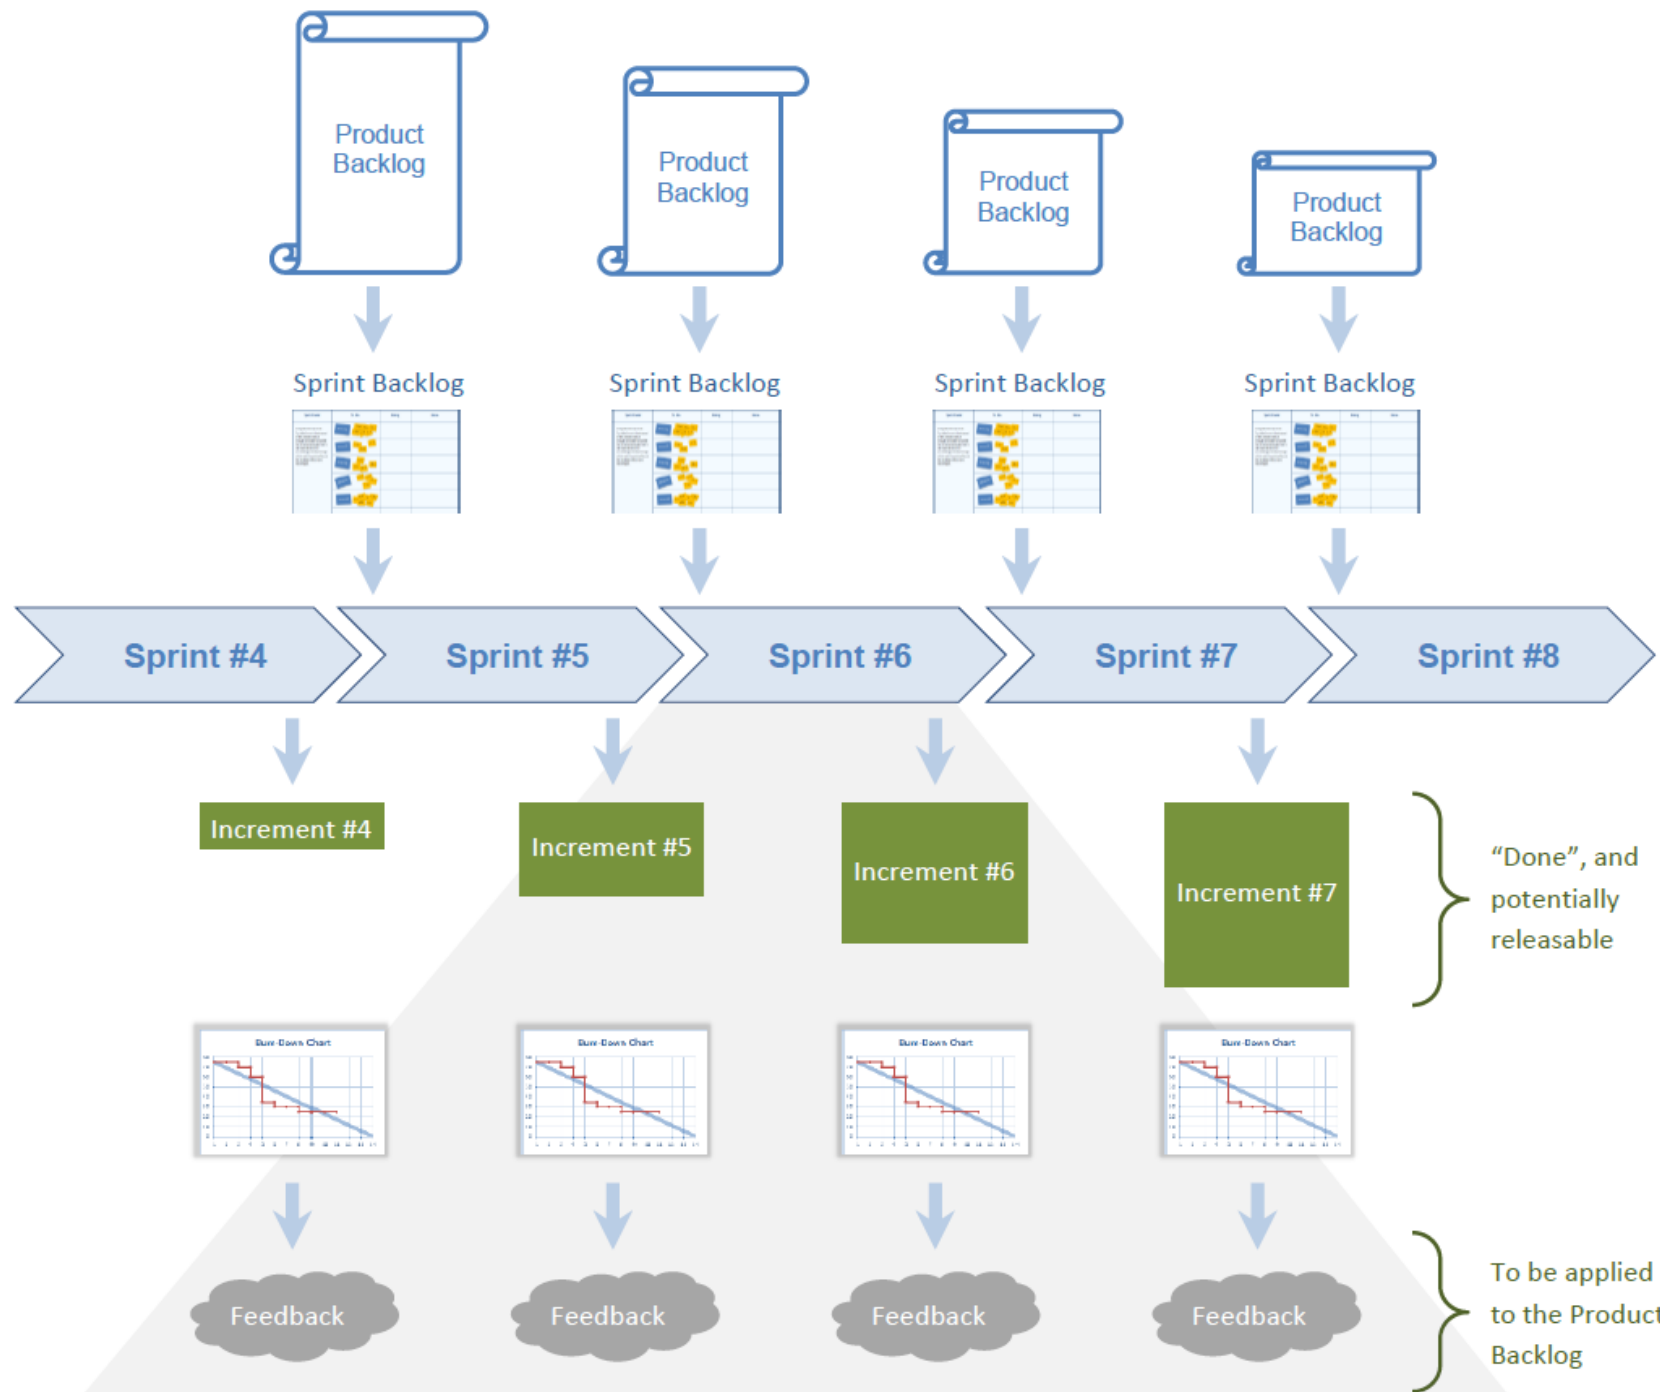 Product
Backlog
Product
Backlog
Product
Backlog
Product
Backlog
Sprint Backlog
Sprint Backlog
Sprint Backlog
Sprint Backlog
Sprint #4
Sprint #5
Sprint #6
Sprint #7
Sprint #8
Increment #4
Increment #5
Increment #6
Increment #7
“Done”, and
potentially
releasable
Burn-Down Chart
Burn-Down Chart
Burn-Down Chart
Burn-Down Chart
Feedback
Feedback
Feedback
Feedback
To be applied
to the Product
Backlog